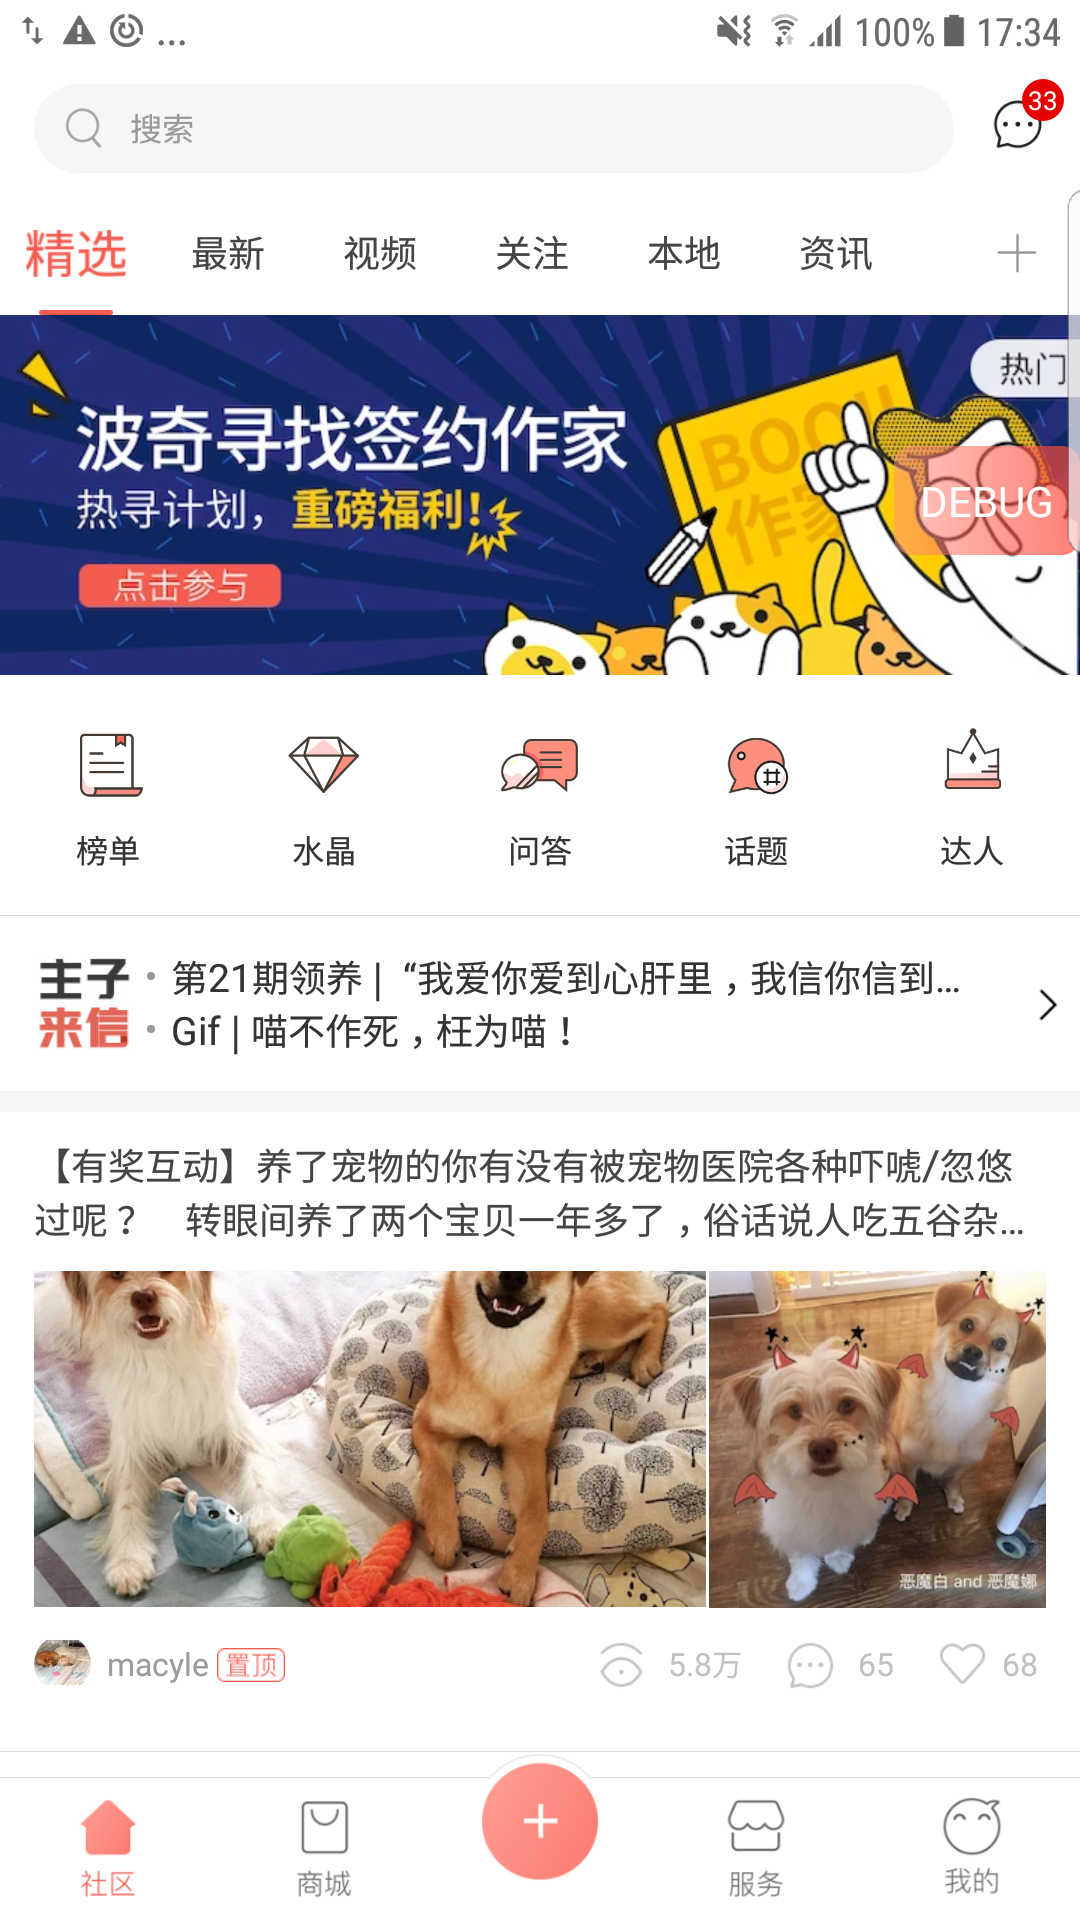 ... 100% 17:34
搜索
33
精选 最新 视频 关注 本地 资讯
热门
波奇寻找签约作家
热寻计划，重磅福利！
点击参与
BOOK
作家
DEBUG
榜单 水晶 问答 话题 达人
主子
来信
第21期领养 | “我爱你爱到心肝里，我信你信到...
Gif | 喵不作死，枉为喵！
【有奖互动】养了宠物的你有没有被宠物医院各种吓唬/忽悠
过呢？ 转眼间养了两个宝贝一年多了，俗话说人吃五谷杂...
恶魔白 and 恶魔娜
macyle 置顶 5.8万 65 68
社区 商城 服务 我的